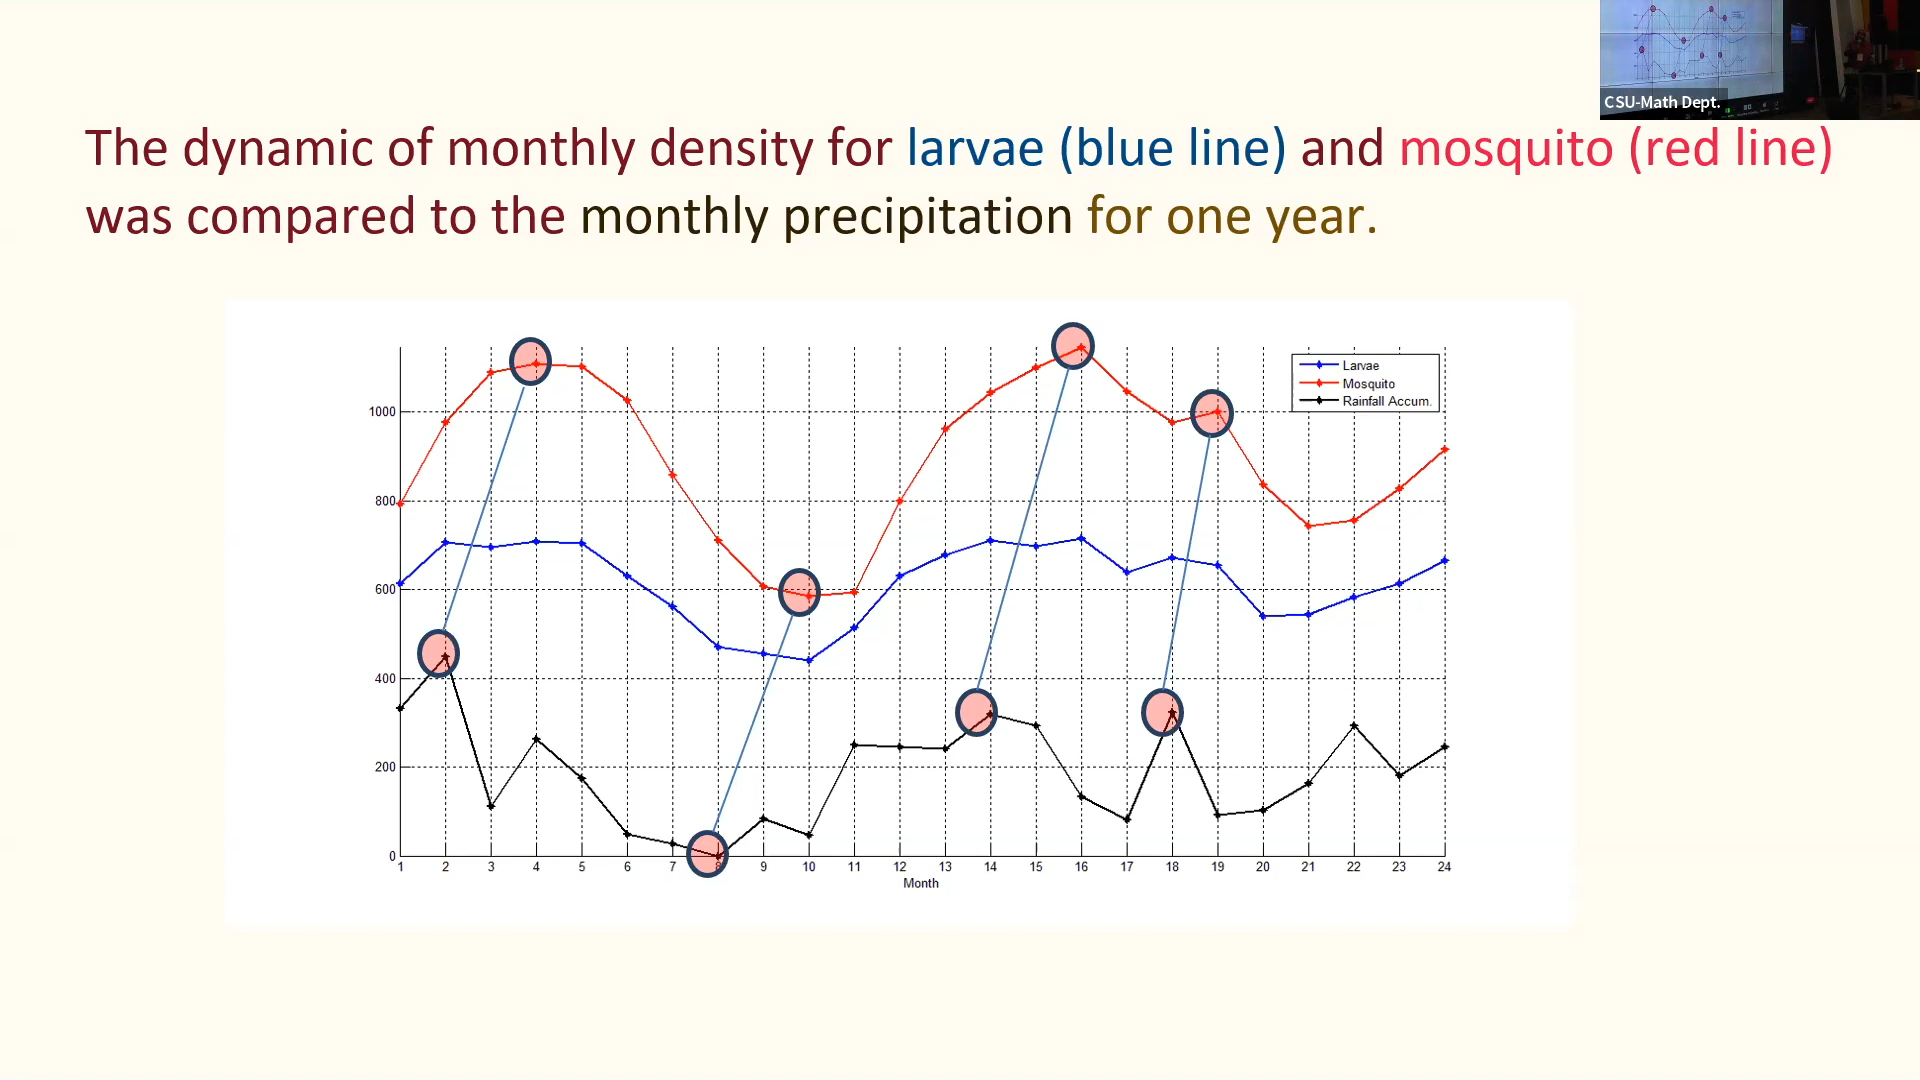 CSU-Math Dept.
The dynamic of monthly density for larvae (blue line) and mosquito (red line)
was compared to the monthly precipitation for one year.
Larvae
Mosquito
Rainfall Accum.
1000
800
600
400
200
0
1 2 3 4 5 6 7 8 9 10 11 12 13 14 15 16 17 18 19 20 21 22 23 24
Month